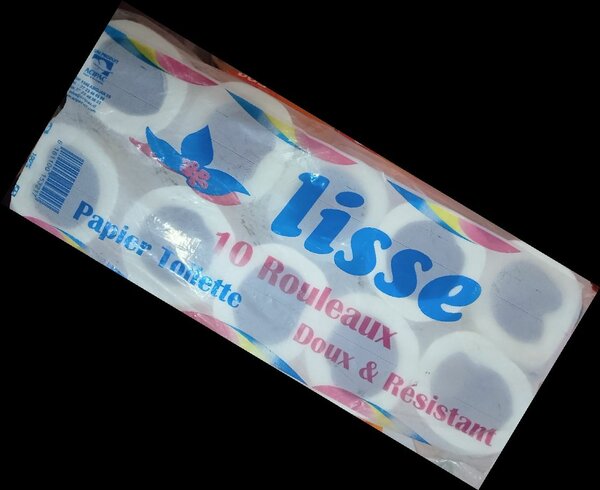 lisse
10 Rouleaux
Papier Toilette
Doux & Résistant